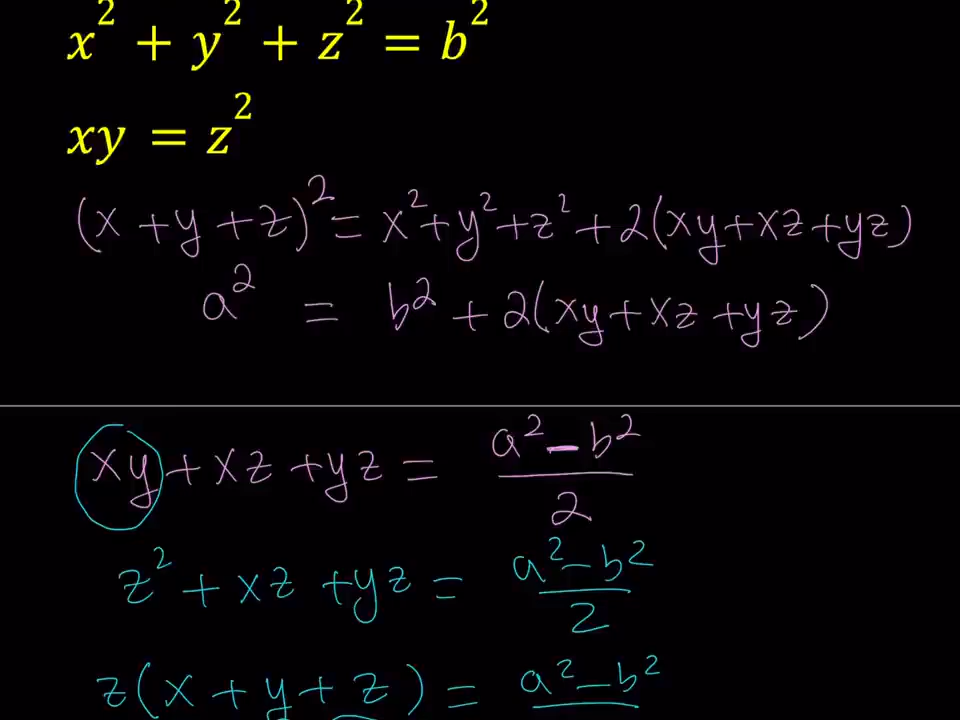 x² + y² + z² = b²
xy = z²
(x + y + z)² = x² + y² + z² + 2(xy + xz + yz)
a² = b² + 2(xy + xz + yz)
xy + xz + yz = (a² - b²)/2
z² + xz + yz = (a² - b²)/2
z(x + y + z) = a² - b²